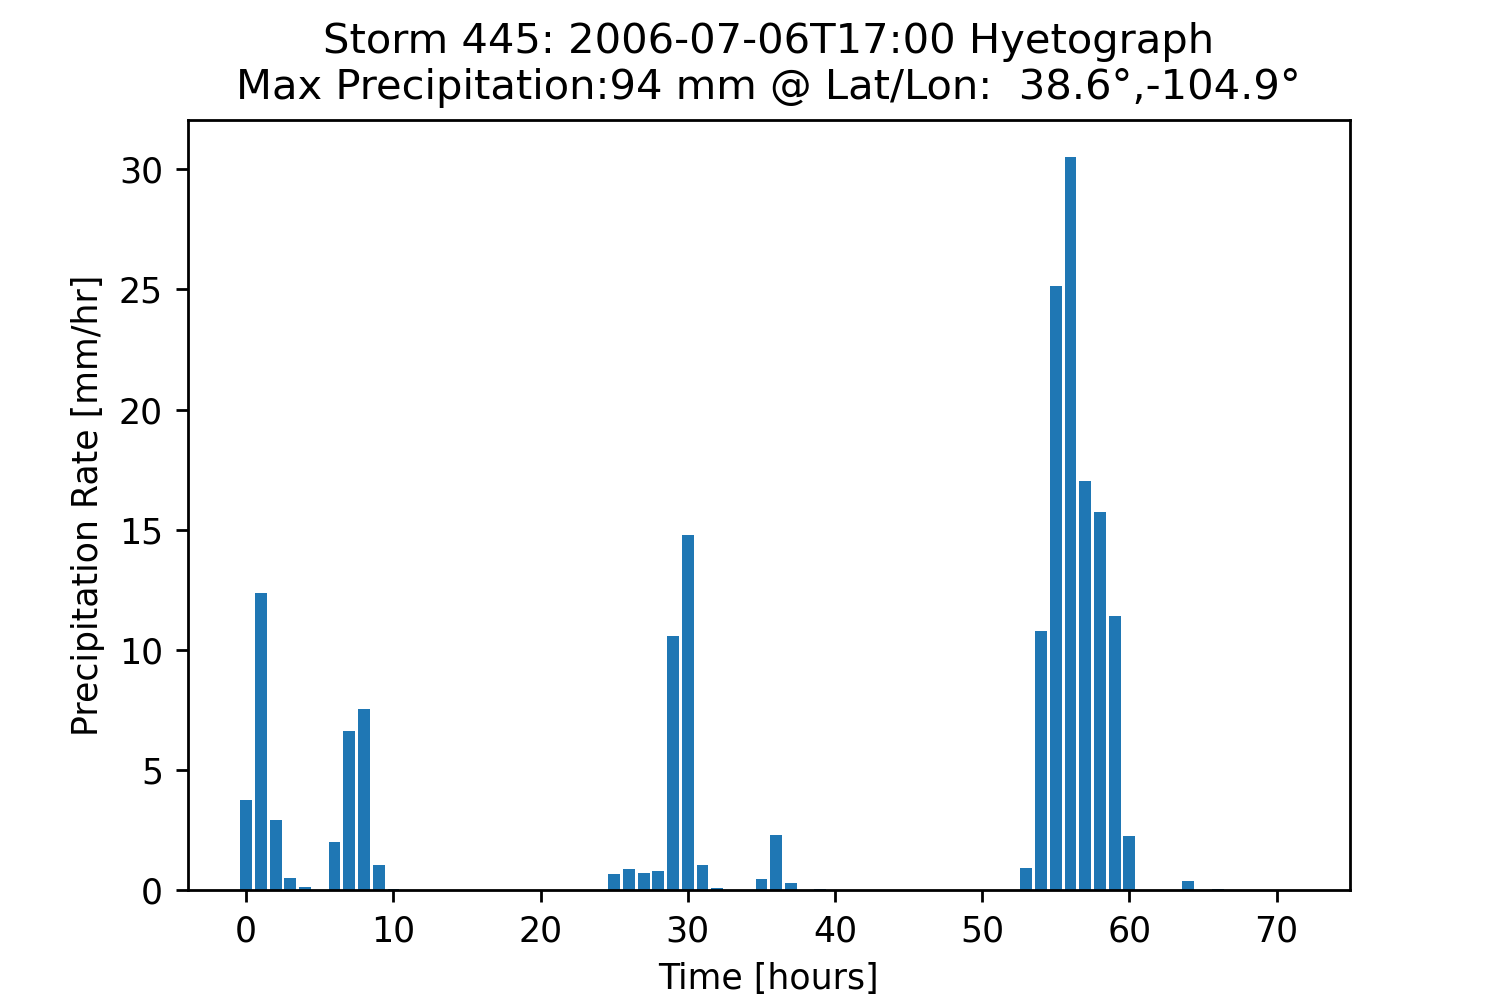 Storm 445: 2006-07-06T17:00 Hyetograph
Max Precipitation:94 mm @ Lat/Lon:  38.6°,-104.9°
Precipitation Rate [mm/hr]
30
25
20
15
10
5
0
0 10 20 30 40 50 60 70
Time [hours]